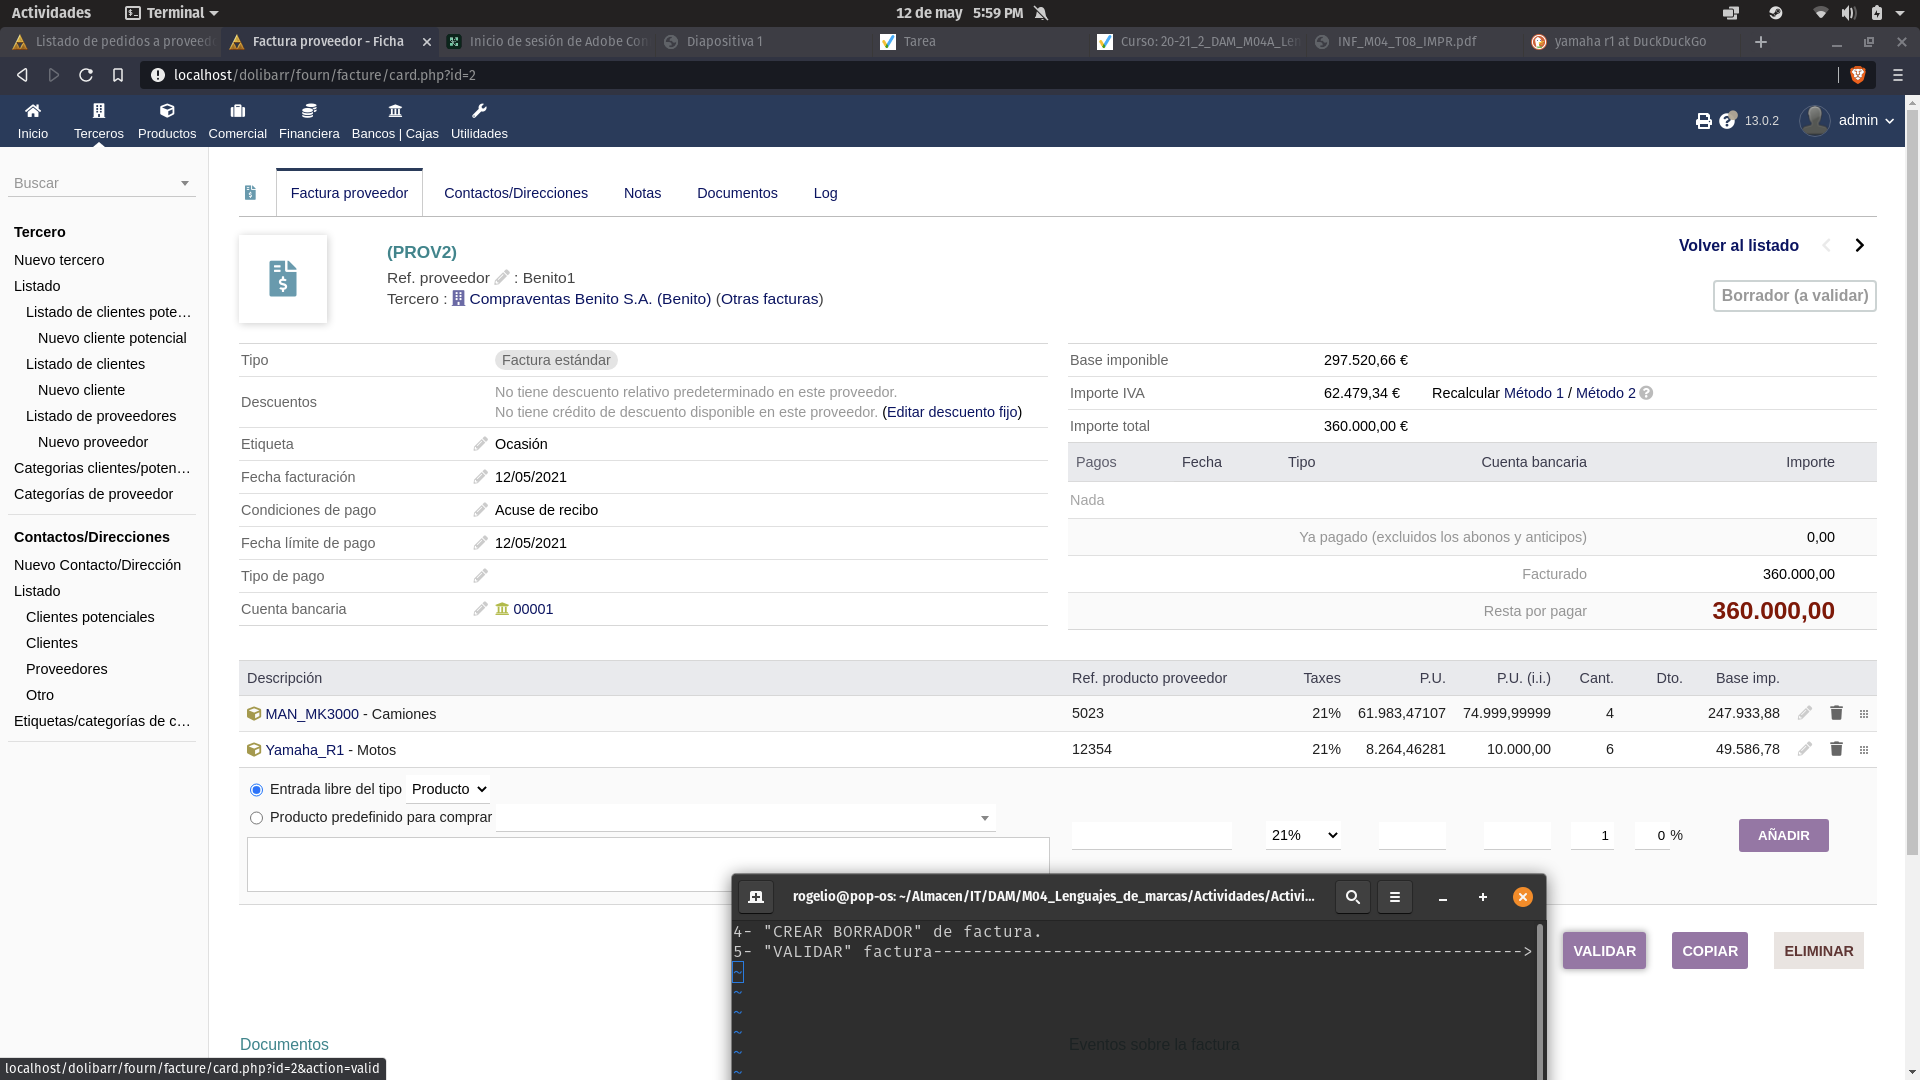 Actividades
Terminal
12 de may 5:59 PM
Listado de pedidos a proveed
Factura proveedor - Ficha
Inicio de sesión de Adobe Con
Diapositiva 1
Tarea
Curso: 20-21_2_DAM_M04A_Len
INF_M04_T08_IMPR.pdf
yamaha r1 at DuckDuckGo
localhost/dolibarr/fourn/facture/card.php?id=2
Inicio
Terceros
Productos
Comercial
Financiera
Bancos | Cajas
Utilidades
13.0.2
admin
Buscar
Tercero
Nuevo tercero
Listado
Listado de clientes pote…
Nuevo cliente potencial
Listado de clientes
Nuevo cliente
Listado de proveedores
Nuevo proveedor
Categorias clientes/poten…
Categorías de proveedor
Contactos/Direcciones
Nuevo Contacto/Dirección
Listado
Clientes potenciales
Clientes
Proveedores
Otro
Etiquetas/categorías de c…
Factura proveedor
Contactos/Direcciones
Notas
Documentos
Log
(PROV2)
Ref. proveedor : Benito1
Tercero : Compraventas Benito S.A. (Benito) (Otras facturas)
Volver al listado
Borrador (a validar)
Tipo Factura estándar
Descuentos
No tiene descuento relativo predeterminado en este proveedor.
No tiene crédito de descuento disponible en este proveedor. (Editar descuento fijo)
Etiqueta Ocasión
Fecha facturación 12/05/2021
Condiciones de pago Acuse de recibo
Fecha límite de pago 12/05/2021
Tipo de pago
Cuenta bancaria 00001
Base imponible 297.520,66 €
Importe IVA 62.479,34 € Recalcular Método 1 / Método 2
Importe total 360.000,00 €
Pagos Fecha Tipo Cuenta bancaria Importe
Nada
Ya pagado (excluidos los abonos y anticipos) 0,00
Facturado 360.000,00
Resta por pagar 360.000,00
Descripción Ref. producto proveedor Taxes P.U. P.U. (i.i.) Cant. Dto. Base imp.
MAN_MK3000 - Camiones 5023 21% 61.983,47107 74.999,99999 4 247.933,88
Yamaha_R1 - Motos 12354 21% 8.264,46281 10.000,00 6 49.586,78
Entrada libre del tipo Producto
Producto predefinido para comprar
21% 1 0 % AÑADIR
rogelio@pop-os: ~/Almacen/IT/DAM/M04_Lenguajes_de_marcas/Actividades/Activi...
4- "CREAR BORRADOR" de factura.
5- "VALIDAR" factura----------------------------------------------------------->
~
~
~
~
~
~
VALIDAR
COPIAR
ELIMINAR
Documentos
Eventos sobre la factura
localhost/dolibarr/fourn/facture/card.php?id=2&action=valid